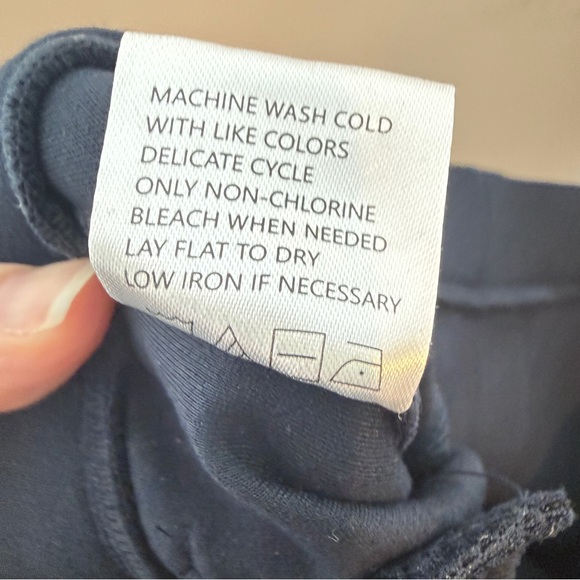 MACHINE WASH COLD
WITH LIKE COLORS
DELICATE CYCLE
ONLY NON-CHLORINE
BLEACH WHEN NEEDED
LAY FLAT TO DRY
LOW IRON IF NECESSARY